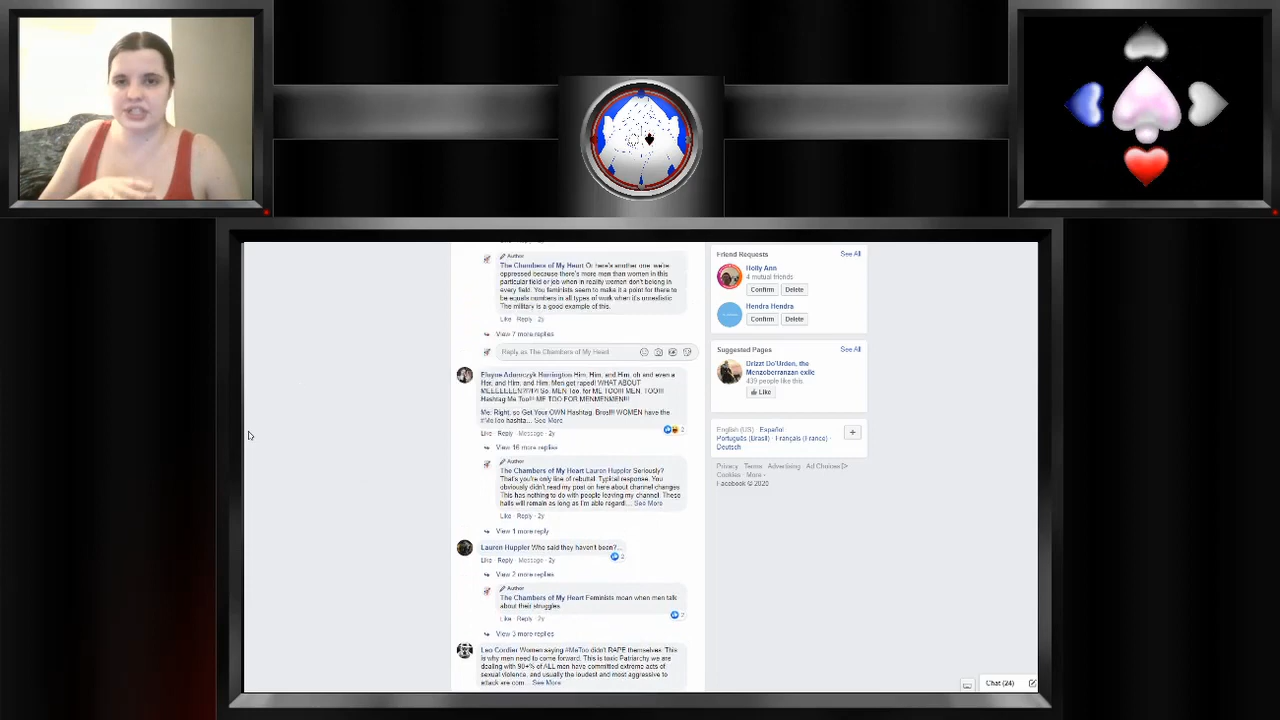 Author
The Chambers of My Heart Or here's another one. we're
oppressed because there's more men than women in this
particular field or job when in reality women don't belong in
every field. You feminists seem to make it a point for there to
be equals numbers in all types of work when it's unrealistic.
The military is a good example of this.
Like · Reply · 2y
View 7 more replies
Reply as The Chambers of My Heart
Elayne Adamczyk Harrington Him, Him, and Him, oh and even a
Her, and Him, and Him. Men get raped! WHAT ABOUT
So, MEN Too, for ME TOO!!! MEN, TOO!!!
Hashtag Me Too!!! ME TOO FOR MENMENMEN!!!
Me: Right, so Get Your OWN Hashtag, Bros!!! WOMEN have the
#MeToo hashta... See More
2
Like · Reply · Message · 2y
View 16 more replies
Author
The Chambers of My Heart Lauren Huppler Seriously?
That's you're only line of rebuttal. Typical response. You
obviously didn't read my post on here about channel changes
This has nothing to do with people leaving my channel. These
halls will remain as long as I'm able regardl... See More
Like · Reply · 2y
View 1 more reply
Lauren Huppler Who said they haven't been?...
2
Like · Reply · Message · 2y
View 2 more replies
Author
The Chambers of My Heart Feminists moan when men talk
about their struggles.
2
Like · Reply · 2y
View 3 more replies
Leo Cordier Women saying #MeToo didn't RAPE themselves. This
is why men need to come forward. This is toxic Patriarchy we are
dealing with 90+% of ALL men have committed extreme acts of
sexual violence, and usually the loudest and most aggressive to
attack are com... See More
Friend Requests
See All
Holly Ann
4 mutual friends
Confirm
Delete
Hendra Hendra
Confirm
Delete
Suggested Pages
See All
Drizzt Do'Urden, the
Menzoberranzan exile
439 people like this
Like
English (US) · Español ·
Português (Brasil) · Français (France) ·
Deutsch
+
Privacy · Terms · Advertising · Ad Choices
Cookies · More
Facebook © 2020
Chat (24)